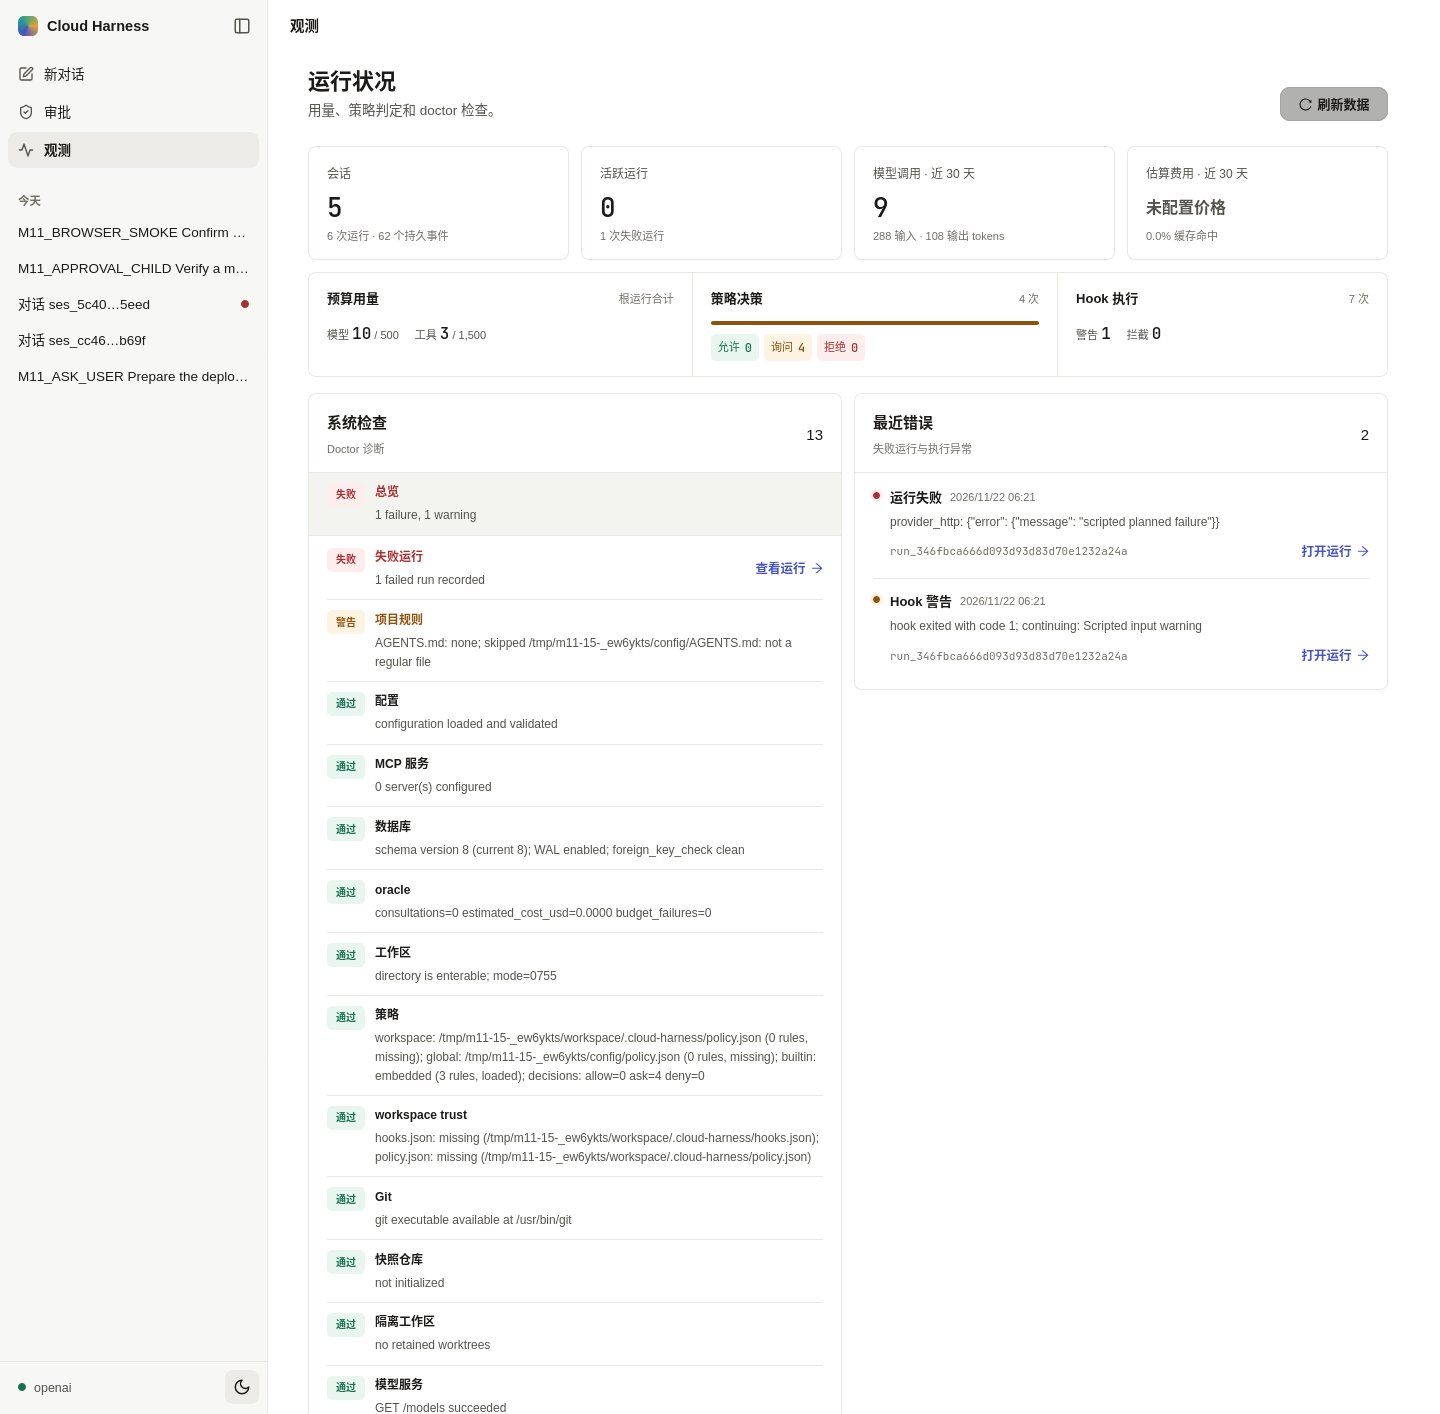 Cloud Harness
新对话
审批
观测
今天
M11_BROWSER_SMOKE Confirm …
M11_APPROVAL_CHILD Verify a m…
对话 ses_5c40…5eed
对话 ses_cc46…b69f
M11_ASK_USER Prepare the deplo…
openai
观测
运行状况
用量、策略判定和 doctor 检查。
刷新数据
会话
5
6 次运行 · 62 个持久事件
活跃运行
0
1 次失败运行
模型调用 · 近 30 天
9
288 输入 · 108 输出 tokens
估算费用 · 近 30 天
未配置价格
0.0% 缓存命中
预算用量 根运行合计
模型 10 / 500 工具 3 / 1,500
策略决策 4 次
允许 0 询问 4 拒绝 0
Hook 执行 7 次
警告 1 拦截 0
系统检查
Doctor 诊断
13
失败 总览
1 failure, 1 warning
失败 失败运行
1 failed run recorded
查看运行
警告 项目规则
AGENTS.md: none; skipped /tmp/m11-15-_ew6ykts/config/AGENTS.md: not a
regular file
通过 配置
configuration loaded and validated
通过 MCP 服务
0 server(s) configured
通过 数据库
schema version 8 (current 8); WAL enabled; foreign_key_check clean
通过 oracle
consultations=0 estimated_cost_usd=0.0000 budget_failures=0
通过 工作区
directory is enterable; mode=0755
通过 策略
workspace: /tmp/m11-15-_ew6ykts/workspace/.cloud-harness/policy.json (0 rules,
missing); global: /tmp/m11-15-_ew6ykts/config/policy.json (0 rules, missing); builtin:
embedded (3 rules, loaded); decisions: allow=0 ask=4 deny=0
通过 workspace trust
hooks.json: missing (/tmp/m11-15-_ew6ykts/workspace/.cloud-harness/hooks.json);
policy.json: missing (/tmp/m11-15-_ew6ykts/workspace/.cloud-harness/policy.json)
通过 Git
git executable available at /usr/bin/git
通过 快照仓库
not initialized
通过 隔离工作区
no retained worktrees
通过 模型服务
GET /models succeeded
最近错误
失败运行与执行异常
2
运行失败 2026/11/22 06:21
provider_http: {"error": {"message": "scripted planned failure"}}
run_346fbca666d093d93d83d70e1232a24a 打开运行
Hook 警告 2026/11/22 06:21
hook exited with code 1; continuing: Scripted input warning
run_346fbca666d093d93d83d70e1232a24a 打开运行